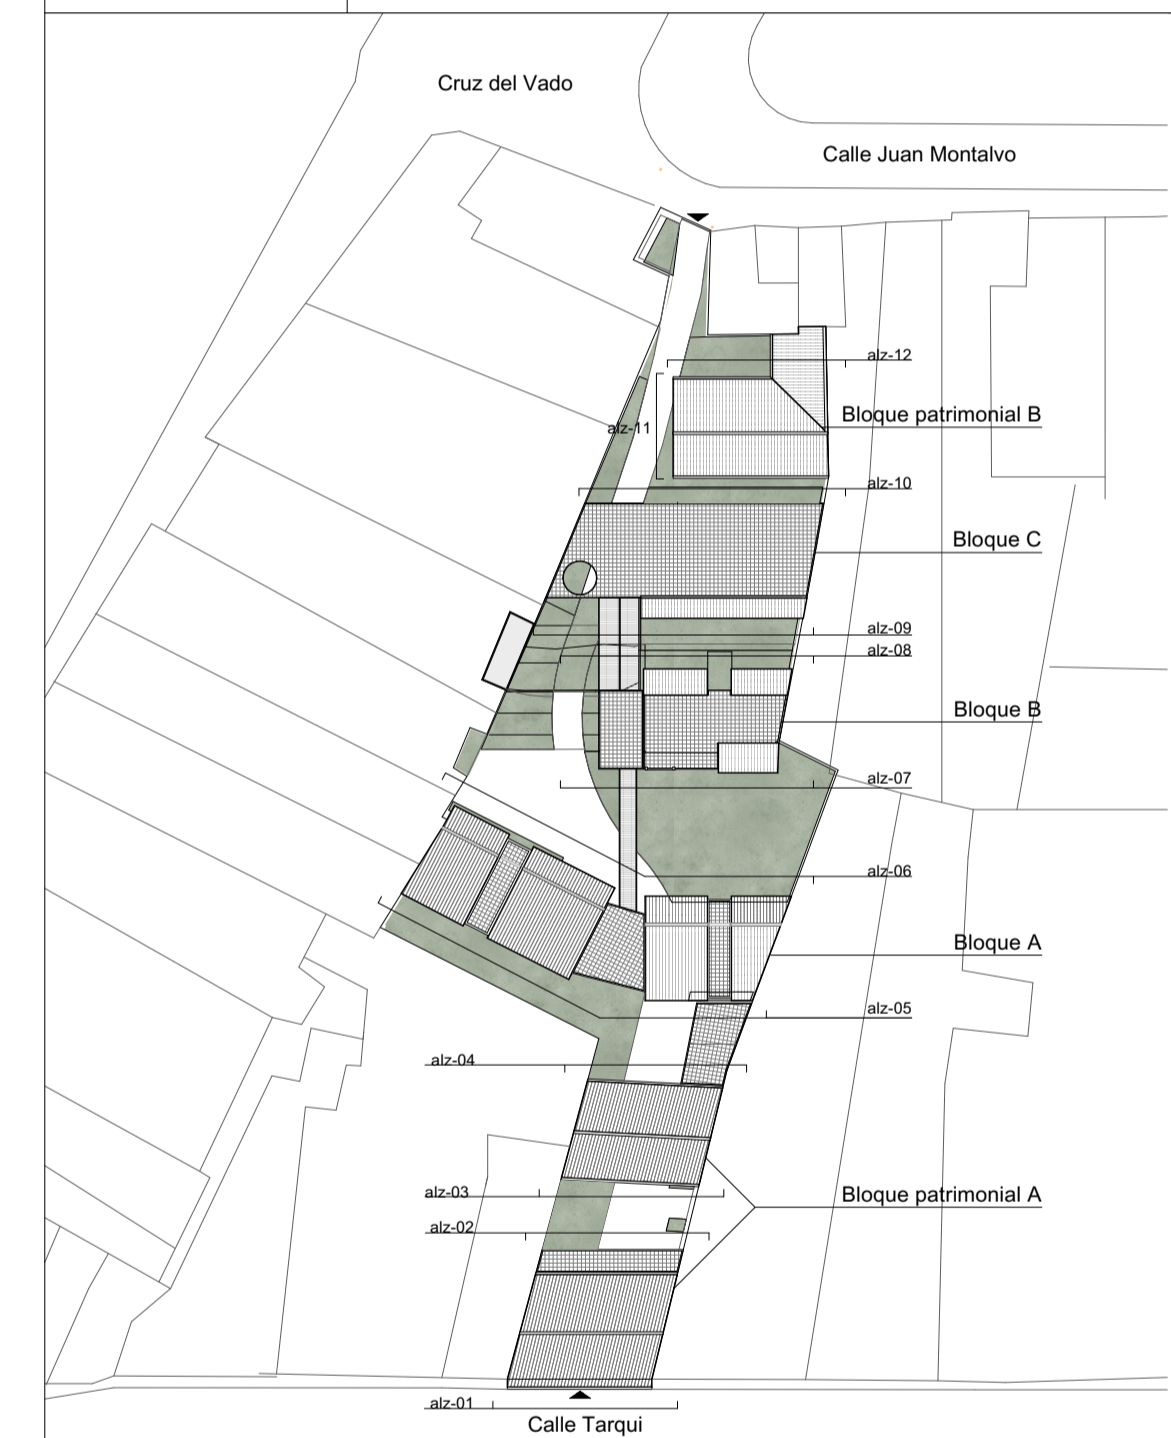 Cruz del Vado
Calle Juan Montalvo
alz-12
Bloque patrimonial B
alz-11
alz-10
Bloque C
alz-09
alz-08
Bloque B
alz-07
alz-06
Bloque A
alz-05
alz-04
alz-03
Bloque patrimonial A
alz-02
alz-01
Calle Tarqui